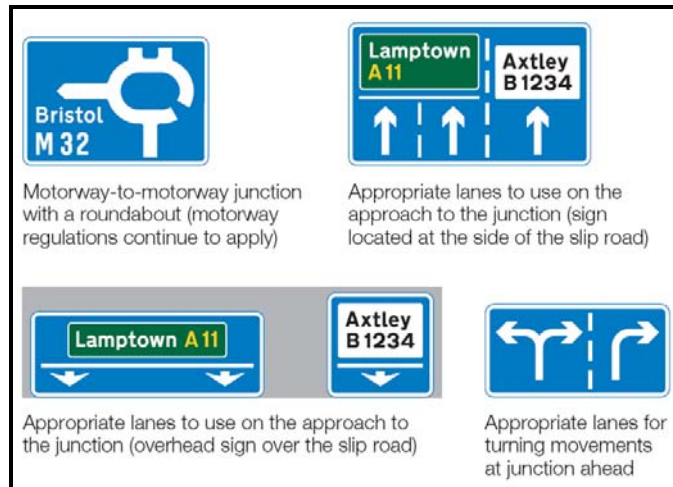 Bristol
M 32
Motorway-to-motorway junction
with a roundabout (motorway
regulations continue to apply)
Lamptown
A 11
Axtley
B 1234
Appropriate lanes to use on the
approach to the junction (sign
located at the side of the slip road)
Lamptown A 11
Axtley
B 1234
Appropriate lanes to use on the approach to
the junction (overhead sign over the slip road)
Appropriate lanes for
turning movements
at junction ahead